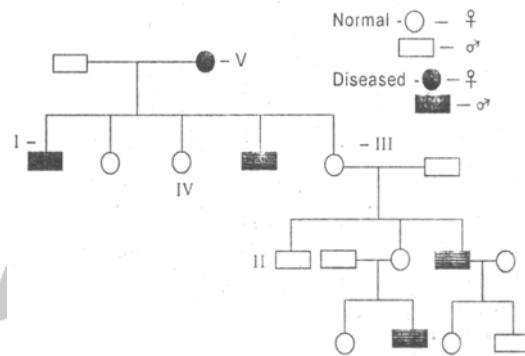 Normal - ♀
♂
- V
Diseased - - ♀
- ♂
I -
- III
IV
II